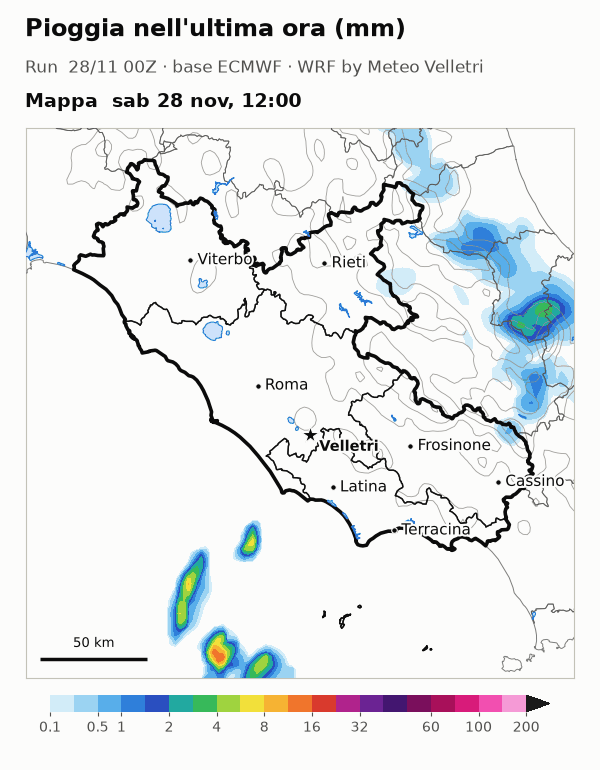 Pioggia nell'ultima ora (mm)
Run  28/11 00Z · base ECMWF · WRF by Meteo Velletri
Mappa  sab 28 nov, 12:00
Viterbo
Rieti
Roma
Velletri
Frosinone
Cassino
Latina
Terracina
50 km
0.1 0.5 1 2 4 8 16 32 60 100 200